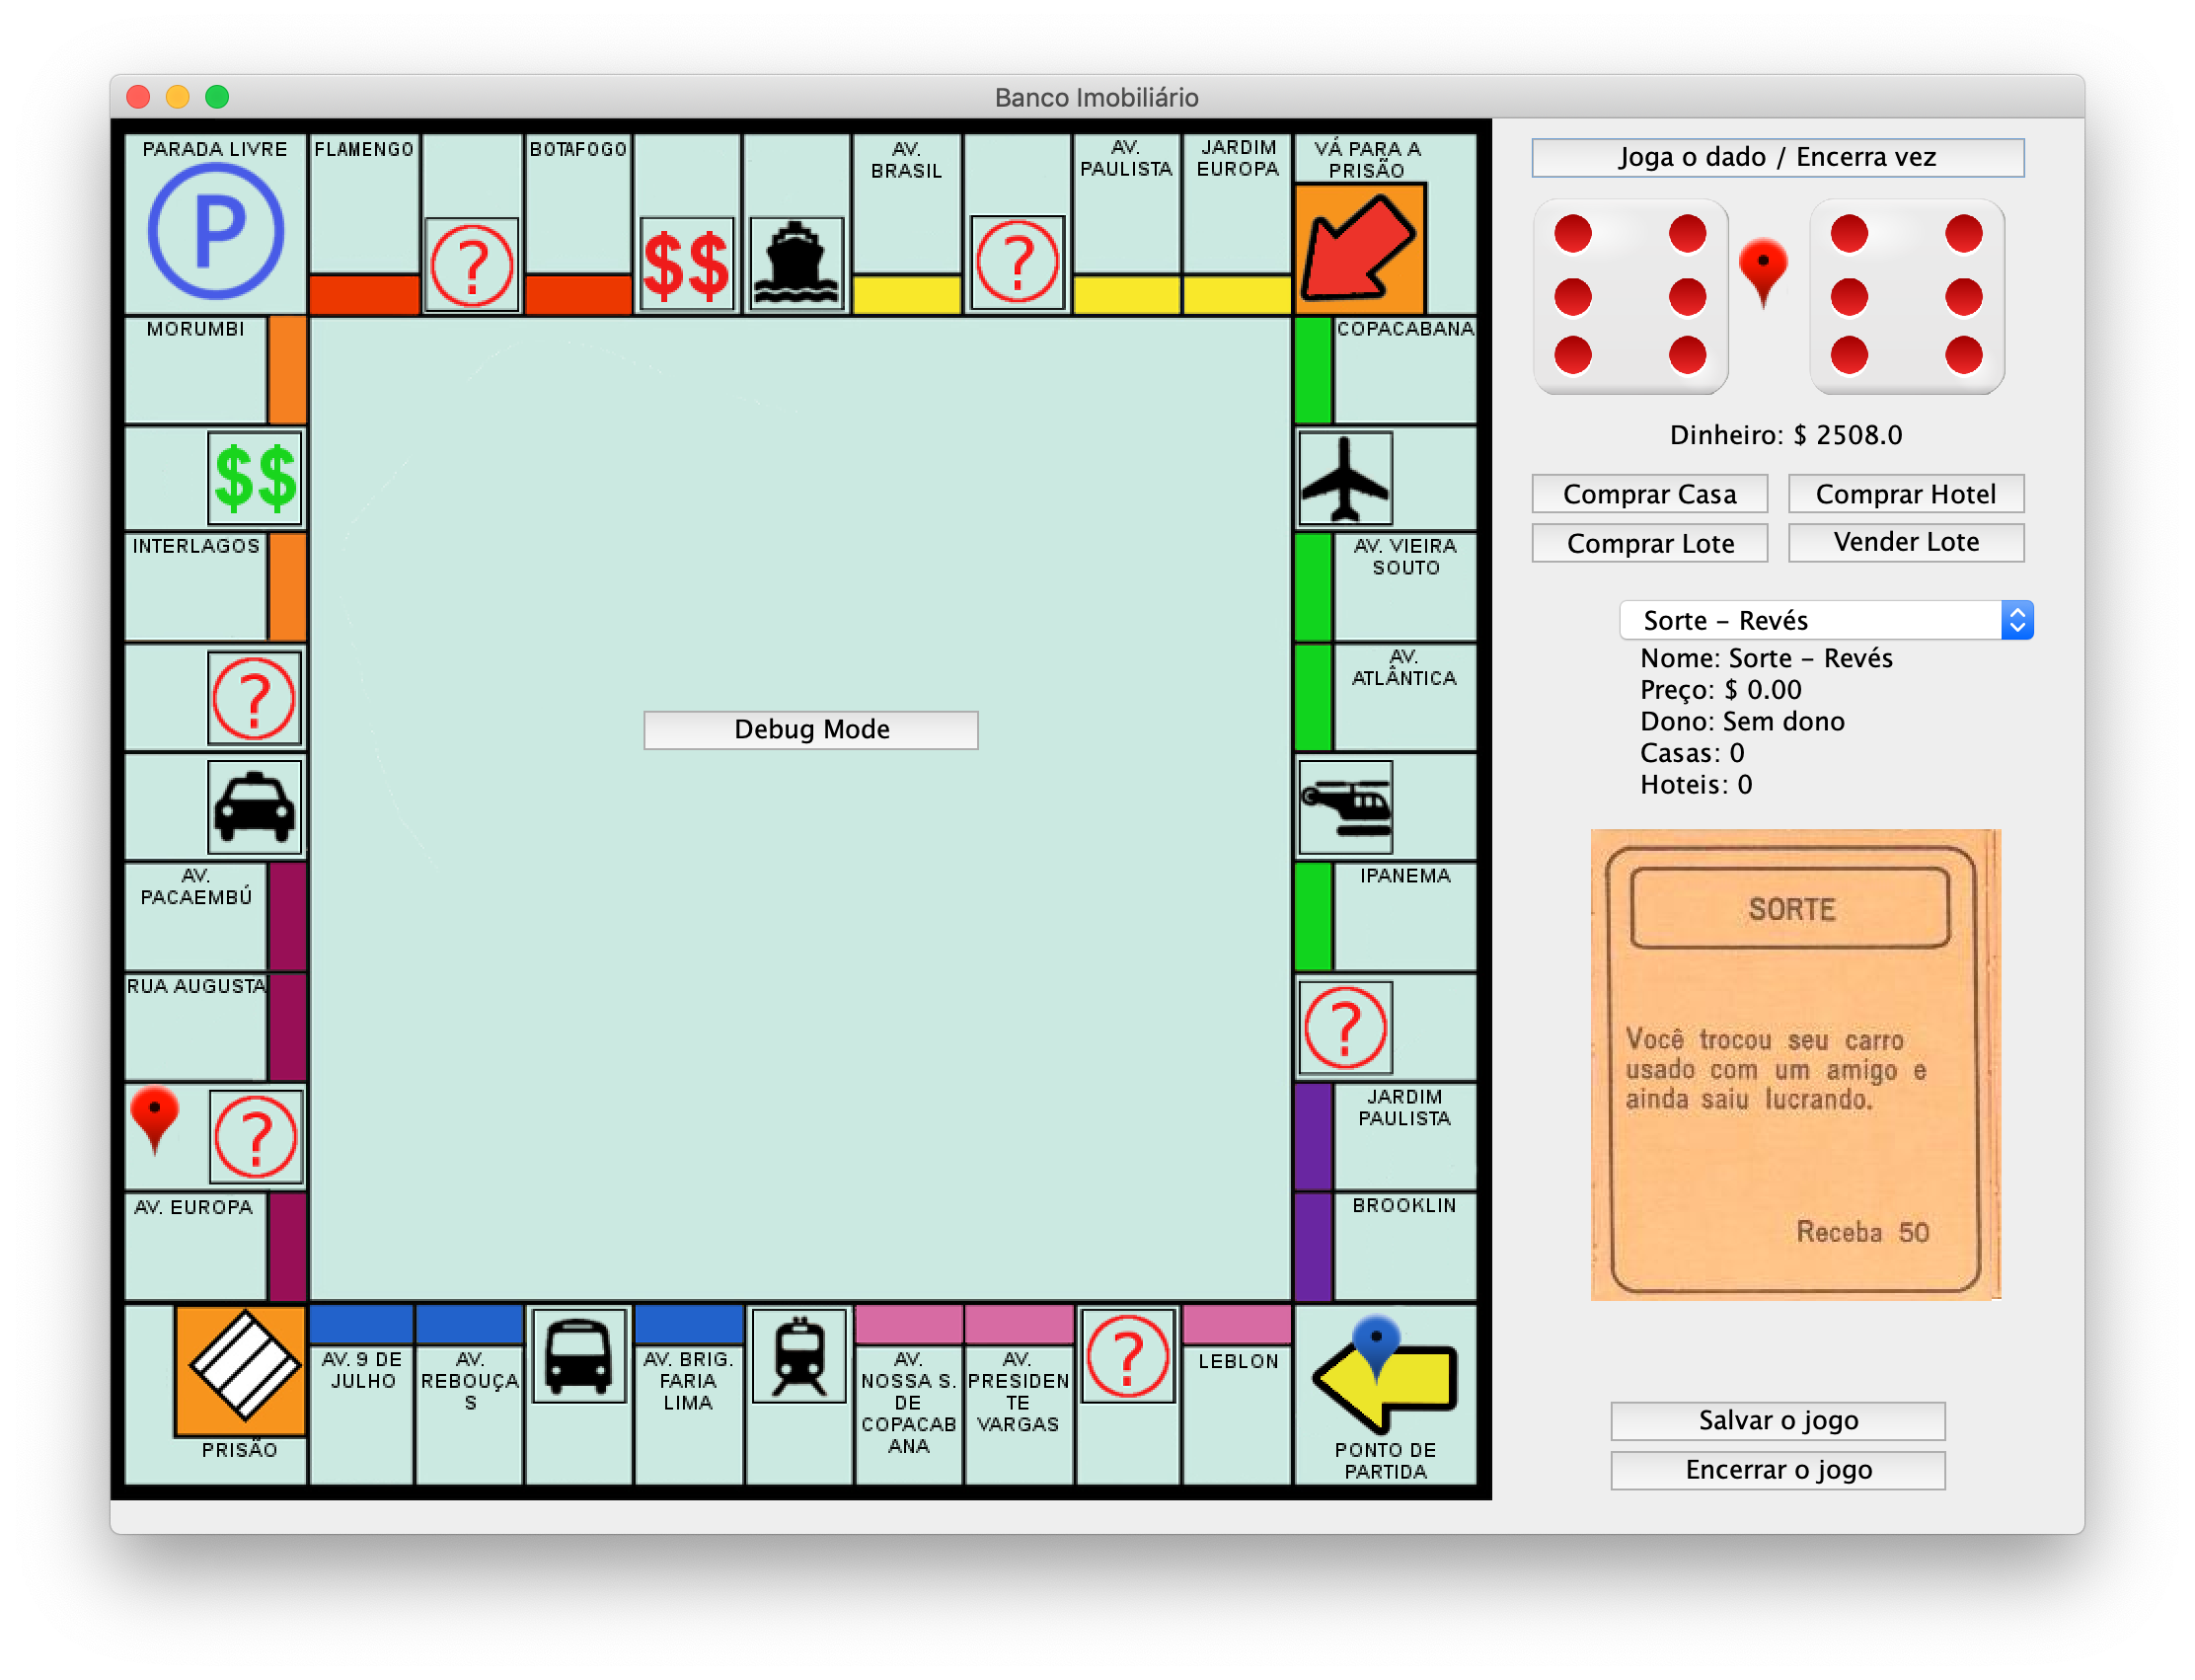 Banco Imobiliário
PARADA LIVRE
P
FLAMENGO
?
BOTAFOGO
$$
AV.
BRASIL
?
AV.
PAULISTA
JARDIM
EUROPA
VÁ PARA A
PRISÃO
MORUMBI
$$
INTERLAGOS
?
AV.
PACAEMBÚ
RUA AUGUSTA
?
AV. EUROPA
COPACABANA
AV. VIEIRA
SOUTO
AV.
ATLÂNTICA
IPANEMA
?
JARDIM
PAULISTA
BROOKLIN
Debug Mode
PRISÃO
AV. 9 DE
JULHO
AV.
REBOUÇA
S
AV. BRIG.
FARIA
LIMA
AV.
NOSSA S.
DE
COPACAB
ANA
AV.
PRESIDEN
TE
VARGAS
?
LEBLON
PONTO DE
PARTIDA
Joga o dado / Encerra vez
Dinheiro: $ 2508.0
Comprar Casa
Comprar Hotel
Comprar Lote
Vender Lote
Sorte – Revés
Nome: Sorte – Revés
Preço: $ 0.00
Dono: Sem dono
Casas: 0
Hoteis: 0
SORTE
Você trocou seu carro
usado com um amigo e
ainda saiu lucrando.
Receba 50
Salvar o jogo
Encerrar o jogo